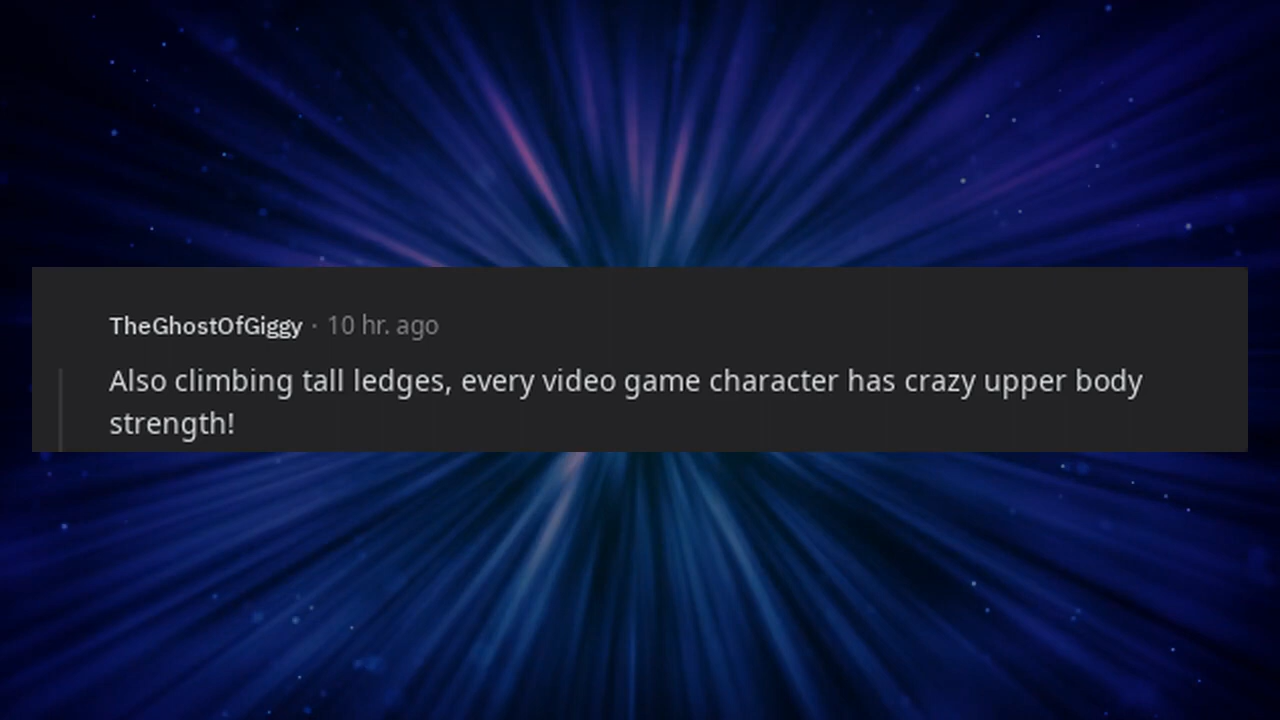 TheGhostOfGiggy · 10 hr. ago
Also climbing tall ledges, every video game character has crazy upper body
strength!